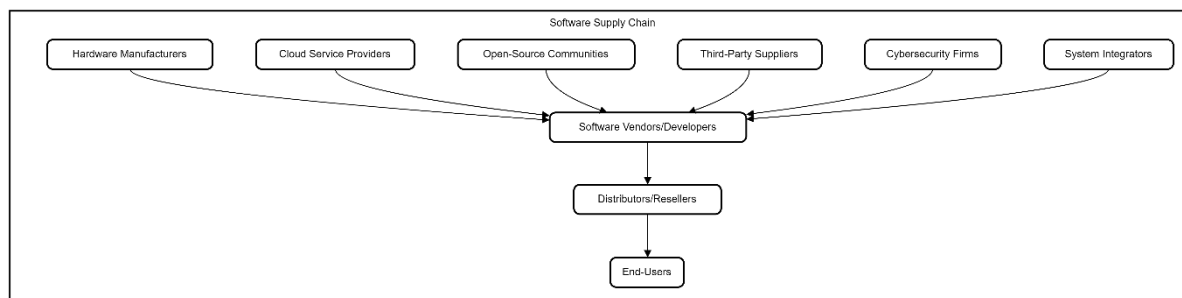 Software Supply Chain
Hardware Manufacturers
Cloud Service Providers
Open-Source Communities
Third-Party Suppliers
Cybersecurity Firms
System Integrators
Software Vendors/Developers
Distributors/Resellers
End-Users